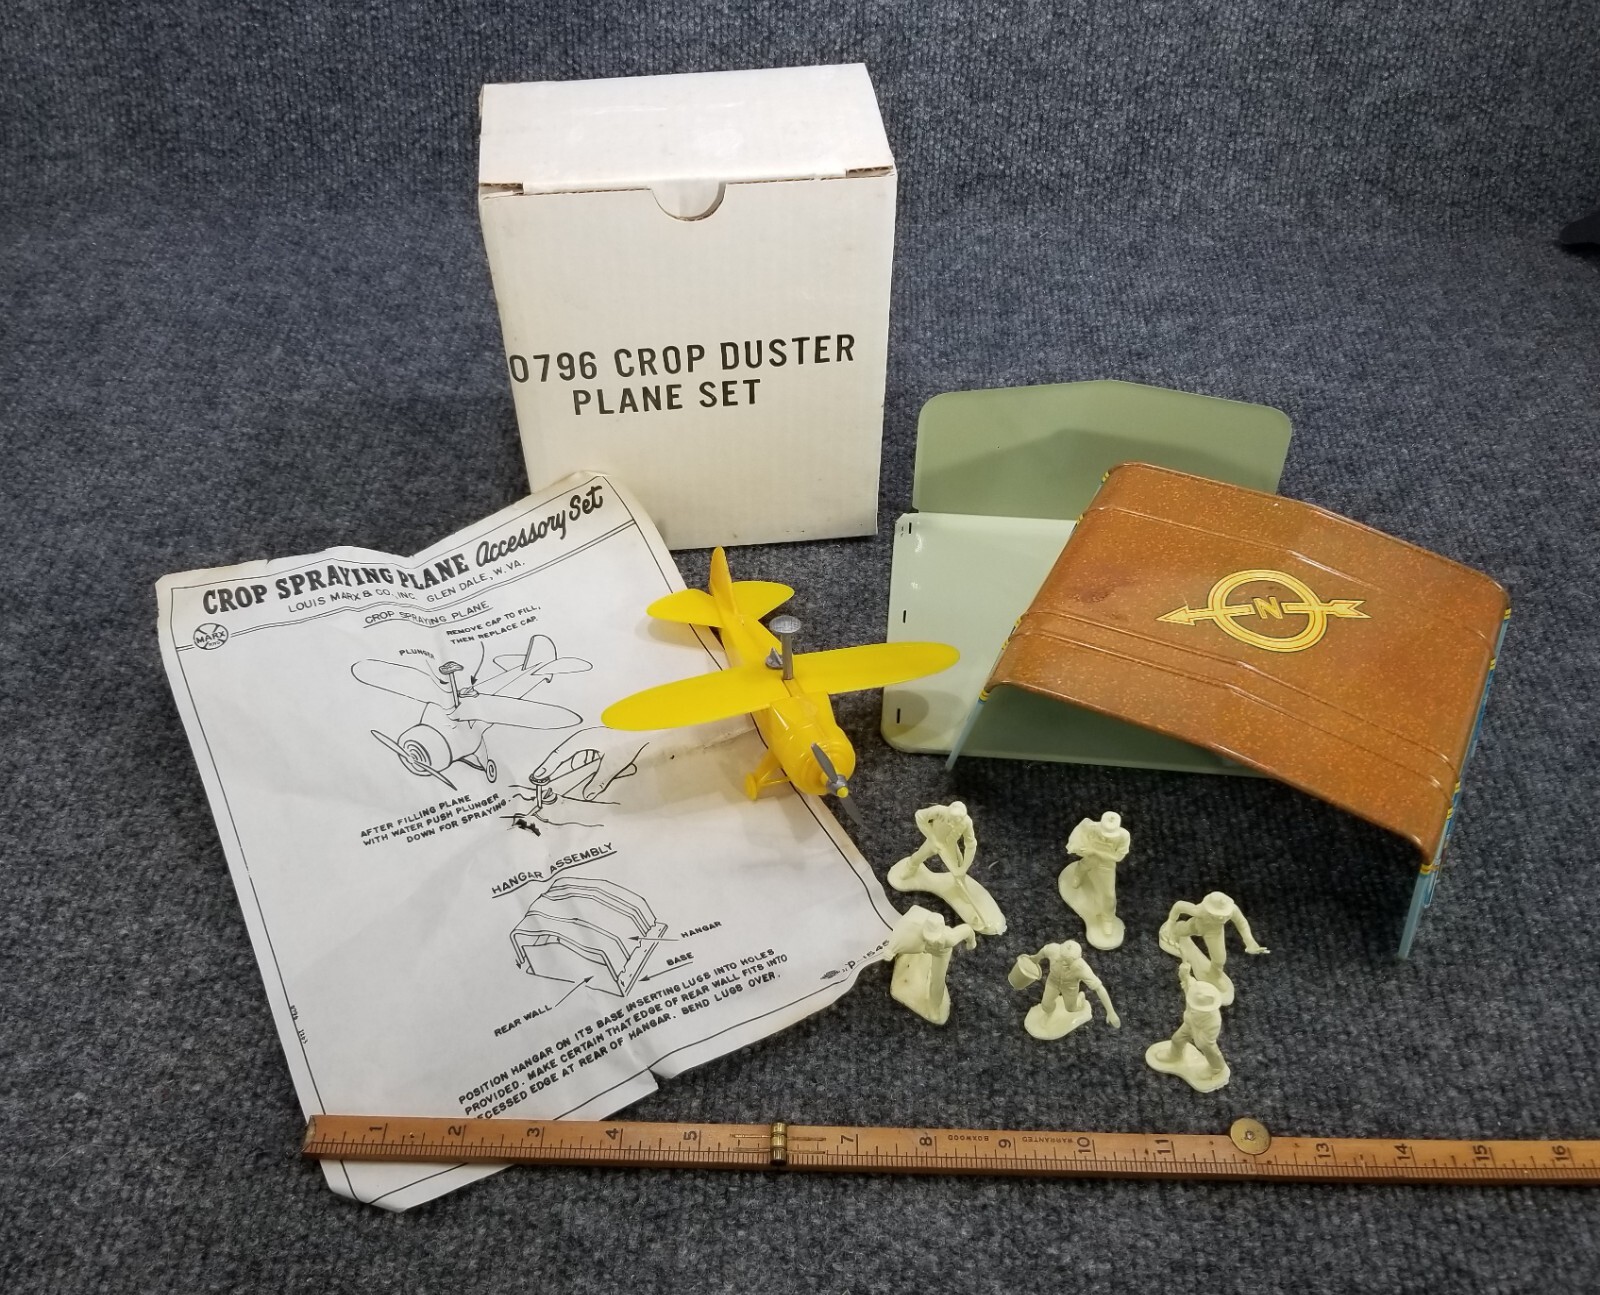 0796 CROP DUSTER
PLANE SET
CROP SPRAYING PLANE Accessory Set
LOUIS MARX & CO., INC. GLEN DALE, W. VA.
MARX
CROP SPRAYING PLANE
REMOVE CAP TO FILL,
THEN REPLACE CAP.
PLUNGER
AFTER FILLING PLANE
WITH WATER PUSH PLUNGER
DOWN FOR SPRAYING.
HANGAR ASSEMBLY
HANGAR
BASE
REAR WALL
POSITION HANGAR ON ITS BASE INSERTING LUGS INTO HOLES
PROVIDED. MAKE CERTAIN THAT EDGE OF REAR WALL FITS INTO
RECESSED EDGE AT REAR OF HANGAR. BEND LUGS OVER.
N
1 2 3 4 5 7 8 BOXWOOD 9 WARRANTED 10 11 13 14 15 16